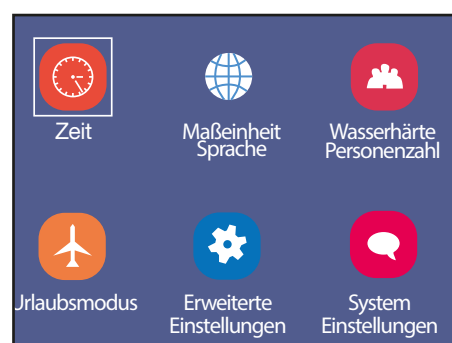 Zeit
Maßeinheit
Sprache
Wasserhärte
Personenzahl
Urlaubsmodus
Erweiterte
Einstellungen
System
Einstellungen